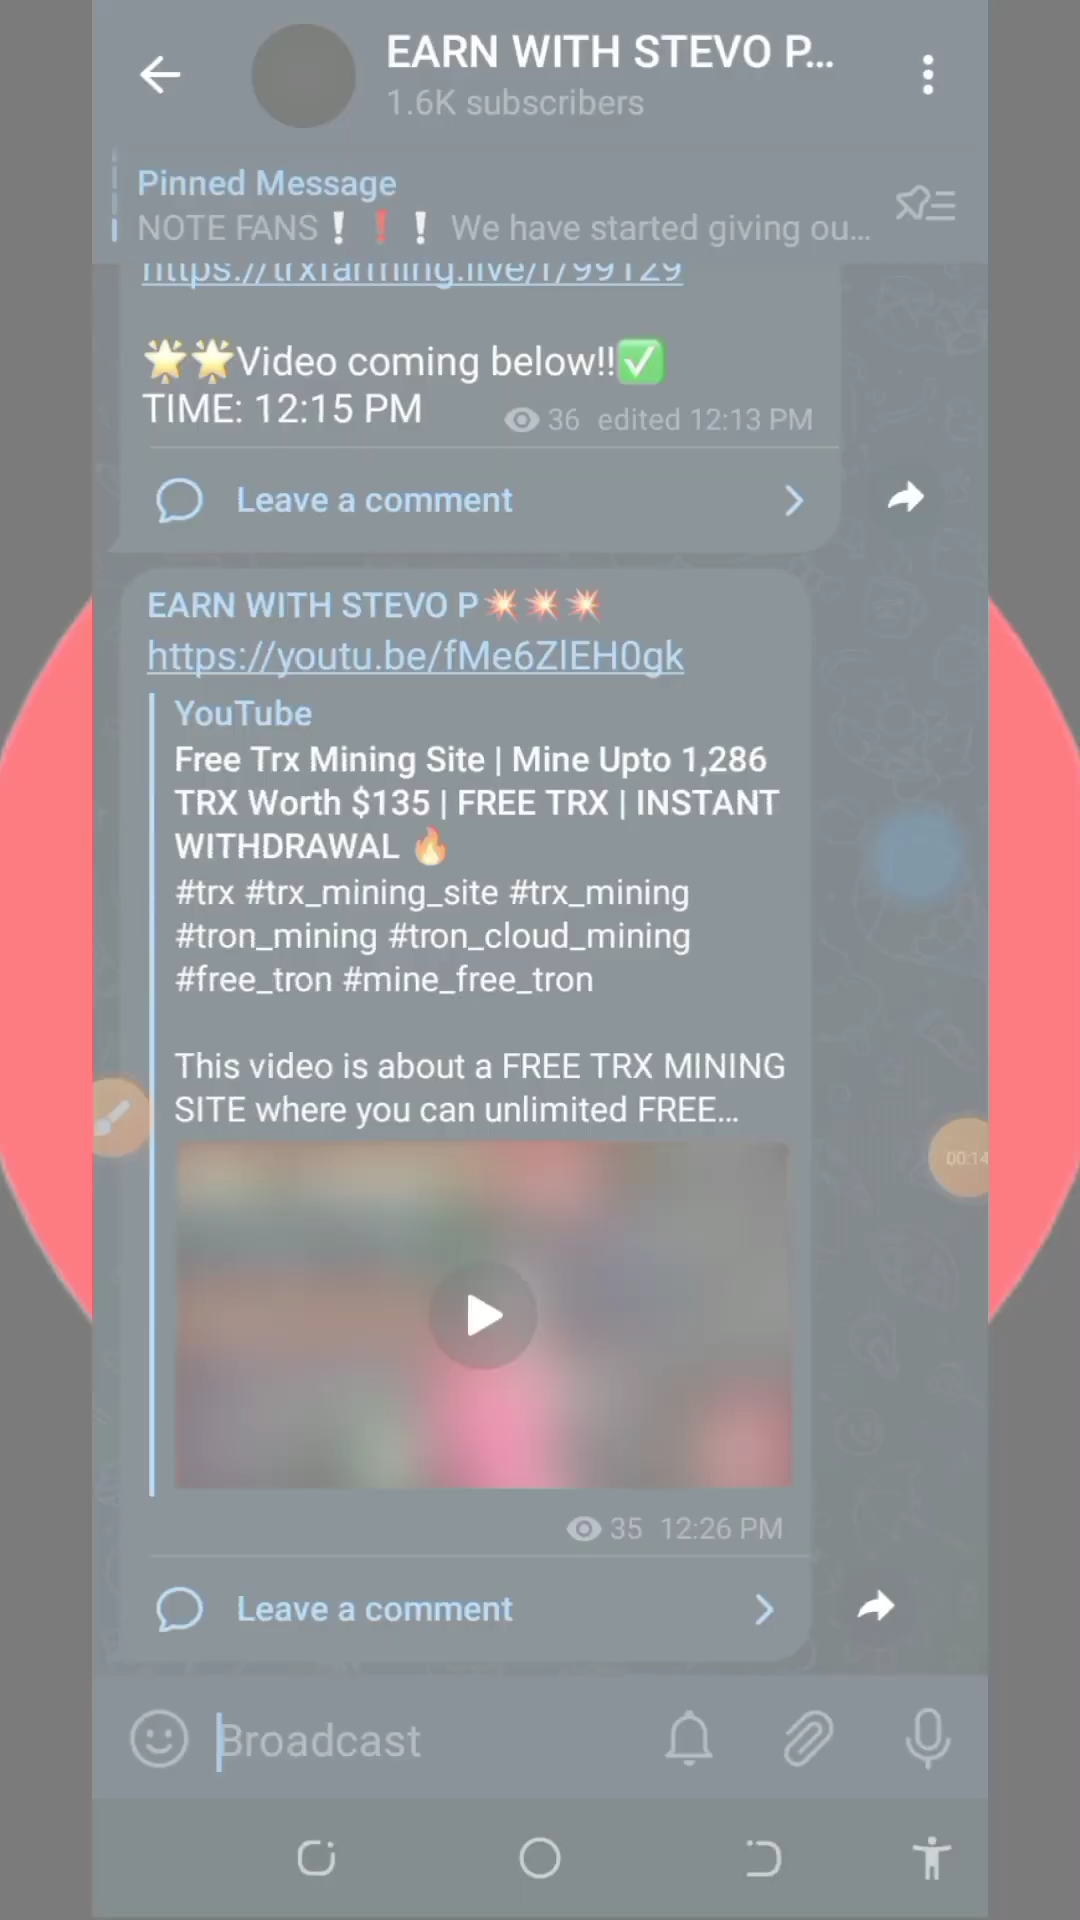 EARN WITH STEVO P...
1.6K subscribers
Pinned Message
NOTE FANS❕❗❕ We have started giving ou...
https://trxfarming.live/r/99129
🌟🌟Video coming below!!✅
TIME: 12:15 PM
36 edited 12:13 PM
Leave a comment
EARN WITH STEVO P💥💥💥
https://youtu.be/fMe6ZlEH0gk
YouTube
Free Trx Mining Site | Mine Upto 1,286
TRX Worth $135 | FREE TRX | INSTANT
WITHDRAWAL 🔥
#trx #trx_mining_site #trx_mining
#tron_mining #tron_cloud_mining
#free_tron #mine_free_tron
This video is about a FREE TRX MINING
SITE where you can unlimited FREE...
00:14
35 12:26 PM
Leave a comment
Broadcast